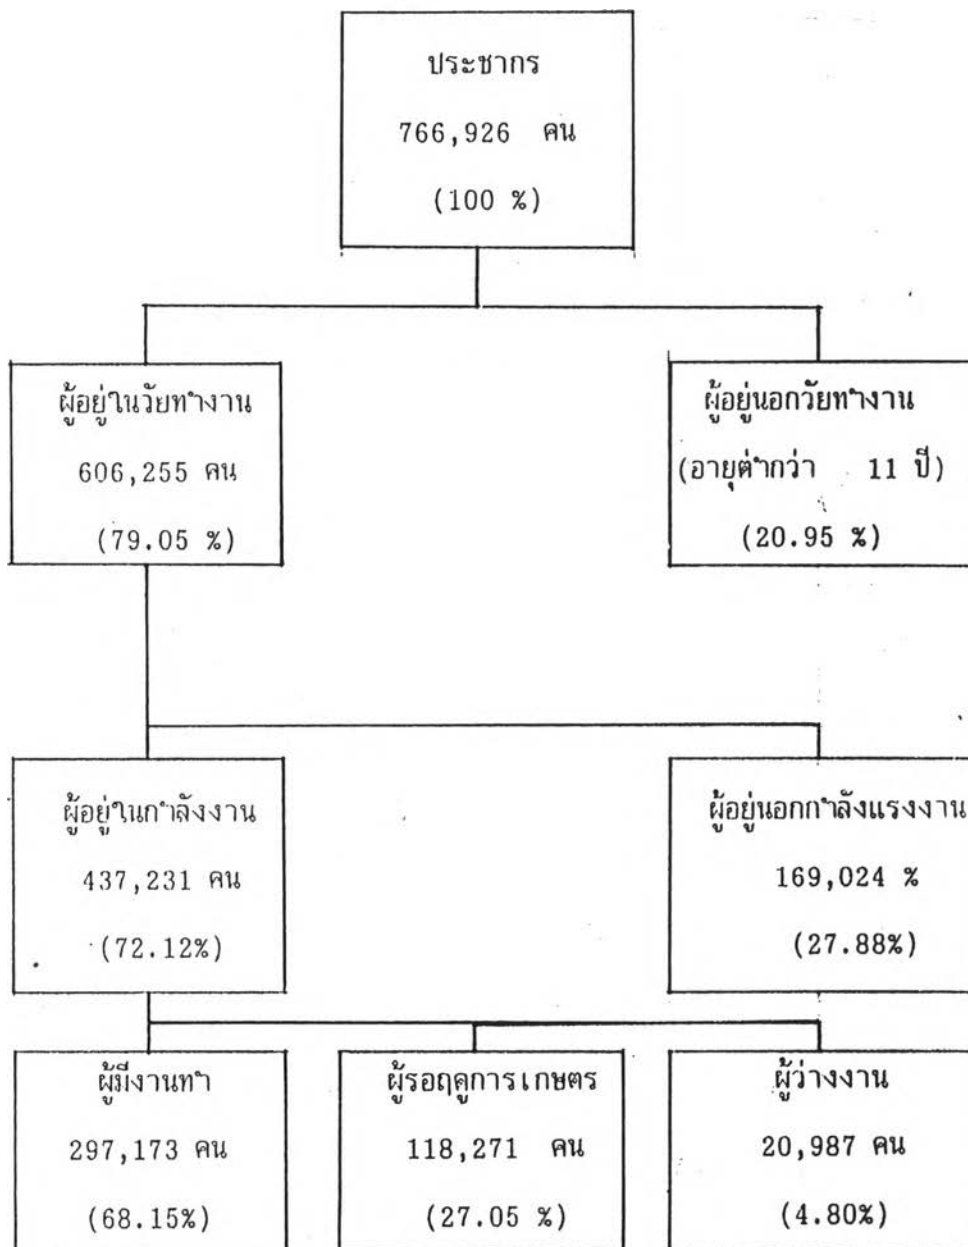 ประชากร
766,926 คน
(100 %)
ผู้อยู่ในวัยทำงาน
606,255 คน
(79.05 %)
ผู้อยู่นอกวัยทำงาน
(อายุต่ำกว่า 11 ปี)
(20.95 %)
ผู้อยู่ในกำลังงาน
437,231 คน
(72.12%)
ผู้อยู่นอกกำลังแรงงาน
169,024 %
(27.88%)
ผู้มีงานทำ
297,173 คน
(68.15%)
ผู้รอฤดูการเกษตร
118,271 คน
(27.05 %)
ผู้ว่างงาน
20,987 คน
(4.80%)